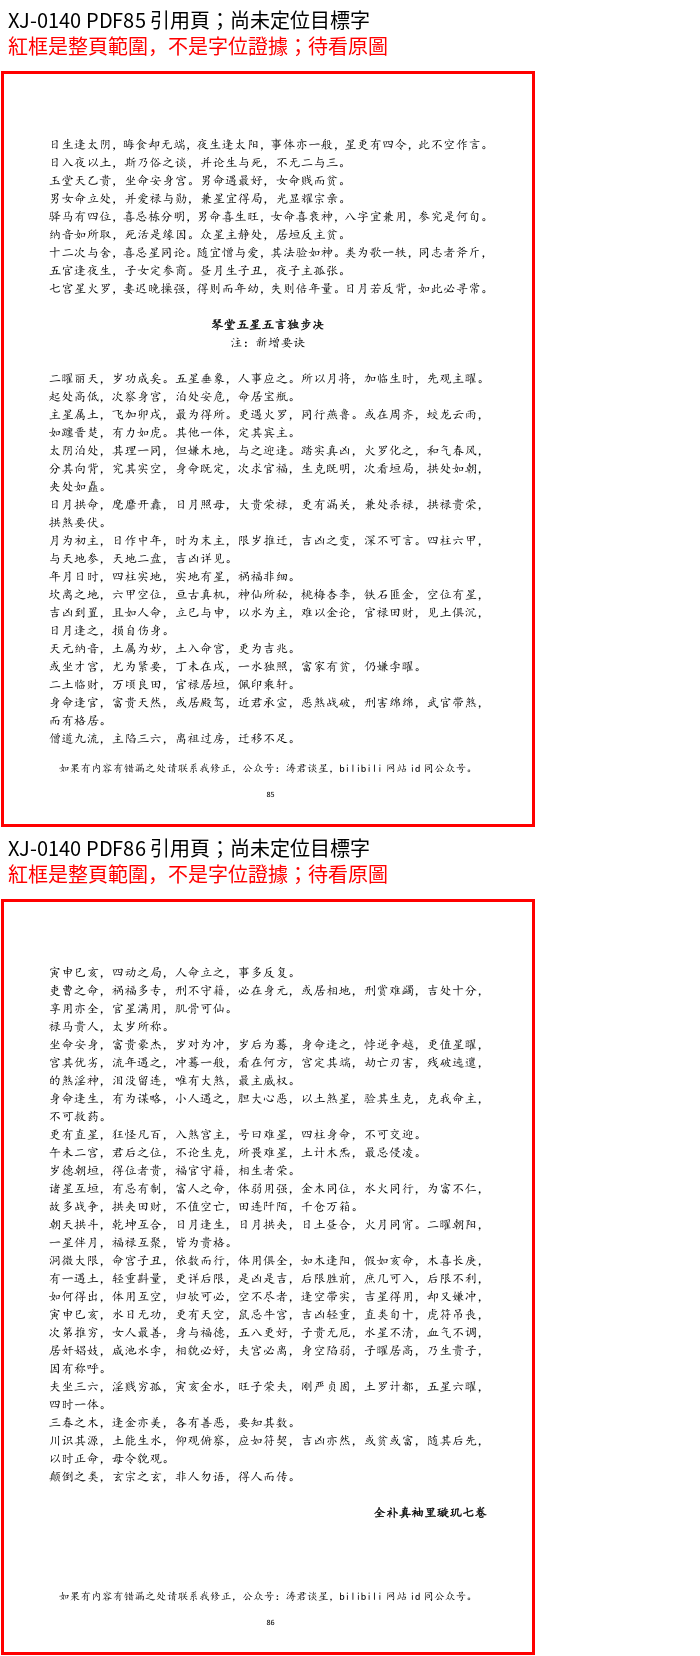 XJ-0140 PDF85 引用頁；尚未定位目標字
紅框是整頁範圍，不是字位證據；待看原圖
日生逢太阴，晦食却无端，夜生逢太阳，事体亦一般，星更有四令，此不空作言。
日入夜以土，斯乃俗之谈，并论生与死，不无二与三。
玉堂天乙贵，坐命安身宫。男命遇最好，女命贱而贫。
男女命立处，并爱禄与勋，兼星宜得局，光显耀宗亲。
驿马有四位，喜忌栋分明，男命喜生旺，女命喜衰神，八字宜兼用，参究是何旬。
纳音如所取，死活是缘因。众星主静处，居垣反主贫。
十二次与舍，喜忌星同论。随宜憎与爱，其法验如神。类为歌一轶，同志者斧斤，
五宫逢夜生，子女定参商。昼月生子丑，夜子主孤张。
七宫星火罗，妻迟晚操强，得则而年幼，失则倍年量。日月若反背，如此必寻常。
琴堂五星五言独步决
注：新增要诀
二曜丽天，岁功成矣。五星垂象，人事应之。所以月将，加临生时，先观主曜。
起处高低，次察身宫，泊处安危，命居宝瓶。
主星属土，飞加卯戌，最为得所。更遇火罗，同行燕鲁。或在周齐，蛟龙云雨，
如躔晋楚，有力如虎。其他一体，定其宾主。
太阴泊处，其理一同，但嫌木地，与之迎逢。踏实真凶，火罗化之，和气春风，
分其向背，究其实空，身命既定，次求官福，生克既明，次看垣局，拱处如朝，
夹处如矗。
日月拱命，麾靡开纛，日月照毋，大贵荣禄，更有漏关，兼处杀禄，拱禄贵荣，
拱煞要伏。
月为初主，日作中年，时为末主，限岁推迁，吉凶之变，深不可言。四柱六甲，
与天地参，天地二盘，吉凶详见。
年月日时，四柱实地，实地有星，祸福非细。
坎离之地，六甲空位，亘古真机，神仙所秘，桃梅杏李，铁石匪金，空位有星，
吉凶到置，且如人命，立巳与申，以水为主，难以金论，官禄田财，见土俱沉，
日月逢之，损自伤身。
天元纳音，土属为妙，土入命宫，更为吉兆。
或坐才宫，尤为紧要，丁未在戌，一水独照，富家有贫，仍嫌李曜。
二土临财，万顷良田，官禄居垣，佩印乘轩。
身命逢官，富贵天然，或居殿驾，近君承宣，恶煞战破，刑害绵绵，武官带煞，
而有格居。
僧道九流，主陷三六，离祖过房，迁移不足。
如果有内容有错漏之处请联系我修正，公众号：涛君谈星，bilibili 网站 id 同公众号。
85
XJ-0140 PDF86 引用頁；尚未定位目標字
紅框是整頁範圍，不是字位證據；待看原圖
寅申巳亥，四动之局，人命立之，事多反复。
吏曹之命，祸福多专，刑不守籍，必在身元，或居相地，刑赏难蠲，吉处十分，
享用亦全，官星满用，肌骨可仙。
禄马贵人，太岁所称。
坐命安身，富贵豪杰，岁对为冲，岁后为蓦，身命逢之，悖逆争越，更值星曜，
宫其优劣，流年遇之，冲蓦一般，看在何方，宫定其端，劫亡刃害，残破迍邅，
的煞淫神，泪没留连，唯有大煞，最主威权。
身命逢生，有为谋略，小人遇之，胆大心恶，以土煞星，验其生克，克我命主，
不可救药。
更有直星，狂怪凡百，入煞宫主，号曰难星，四柱身命，不可交迎。
午未二宫，君后之位，不论生克，所畏难星，土计木炁，最忌侵凌。
岁德朝垣，得位者贵，福官守籍，相生者荣。
诸星互垣，有忌有制，富人之命，体弱用强，金木同位，水火同行，为富不仁，
故多战争，拱夹田财，不值空亡，田连阡陌，千仓万箱。
朝天拱斗，乾坤互合，日月逢生，日月拱夹，日土昼合，火月同宵。二曜朝阳，
一星伴月，福禄互聚，皆为贵格。
洞微大限，命宫子丑，依数而行，体用俱全，如木逢阳，假如亥命，木喜长庚，
有一遇土，轻重斟量，更详后限，是凶是吉，后限胜前，庶几可入，后限不利，
如何得出，体用互空，归欤可必，空不尽者，逢空带实，吉星得用，却又嫌冲，
寅申巳亥，水日无功，更有天空，鼠忌牛宫，吉凶轻重，直类旬十，虎符吊丧，
次第推穷，女人最善，身与福德，五八更好，子贵无厄，水星不清，血气不调，
居奸娼妓，咸池水孛，相貌必好，夫宫必离，身空陷弱，子曜居高，乃生贵子，
因有称呼。
夫坐三六，淫贱穷孤，寅亥金水，旺子荣夫，刚严贞固，土罗计都，五星六曜，
四时一体。
三春之木，逢金亦美，各有善恶，要知其数。
川识其源，土能生水，仰观俯察，应如符契，吉凶亦然，或贫或富，随其后先，
以时正命，毋令貌观。
颠倒之类，玄宗之玄，非人勿语，得人而传。
全补真袖里璇玑七卷
如果有内容有错漏之处请联系我修正，公众号：涛君谈星，bilibili 网站 id 同公众号。
86